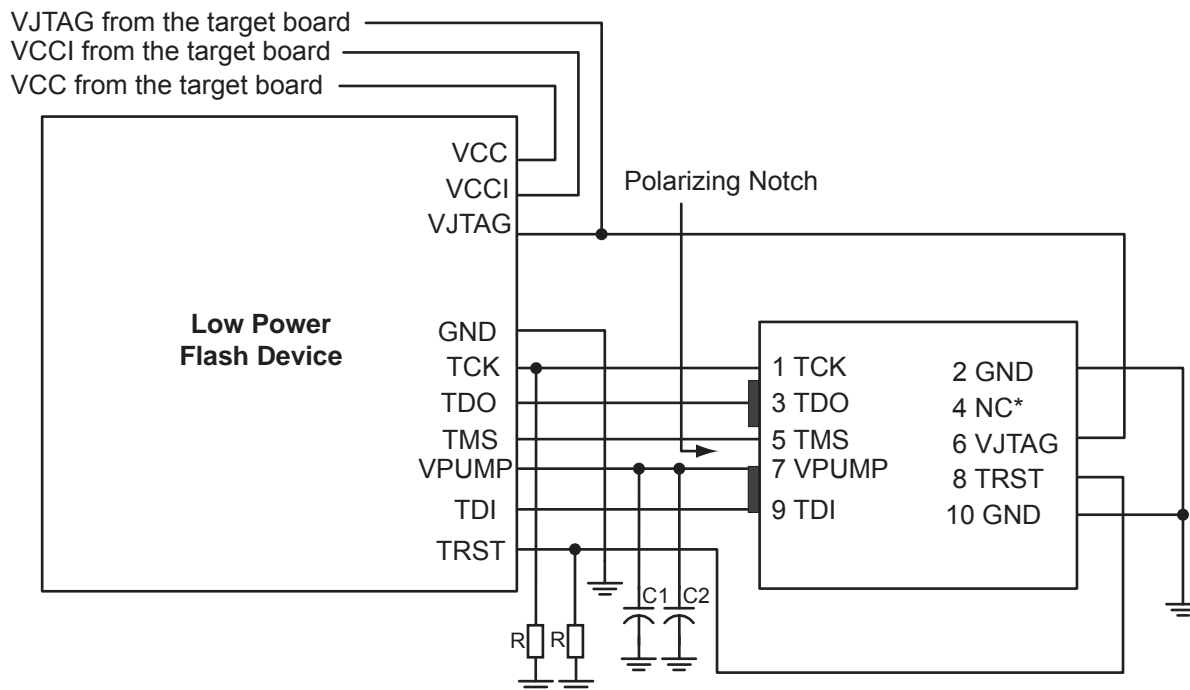 VJTAG from the target board
VCCI from the target board
VCC from the target board
VCC
VCCI
VJTAG
Polarizing Notch
Low Power
Flash Device
GND
TCK
TDO
TMS
VPUMP
TDI
TRST
1 TCK
3 TDO
5 TMS
7 VPUMP
9 TDI
2 GND
4 NC*
6 VJTAG
8 TRST
10 GND
C1
C2
R
R